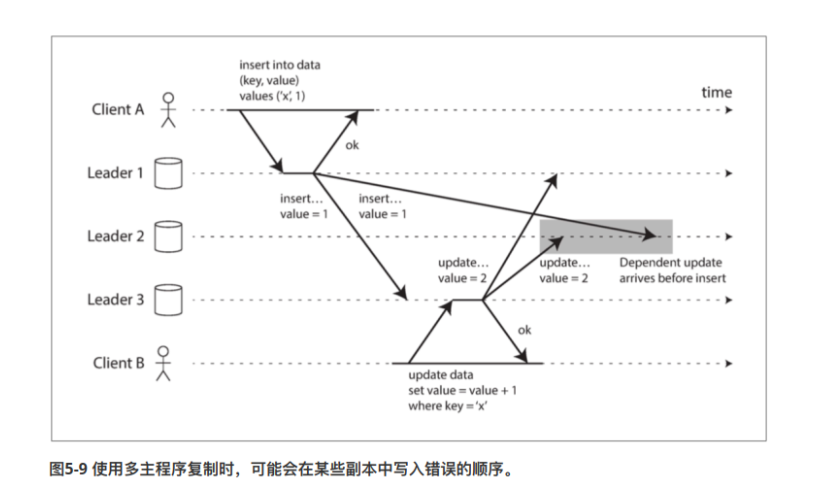 insert into data
(key, value)
values (‘x’, 1)
time
Client A
ok
Leader 1
insert…
value = 1
insert…
value = 1
Leader 2
update…
value = 2
update…
value = 2
Dependent update
arrives before insert
Leader 3
ok
Client B
update data
set value = value + 1
where key = ‘x’
图5-9 使用多主程序复制时，可能会在某些副本中写入错误的顺序。